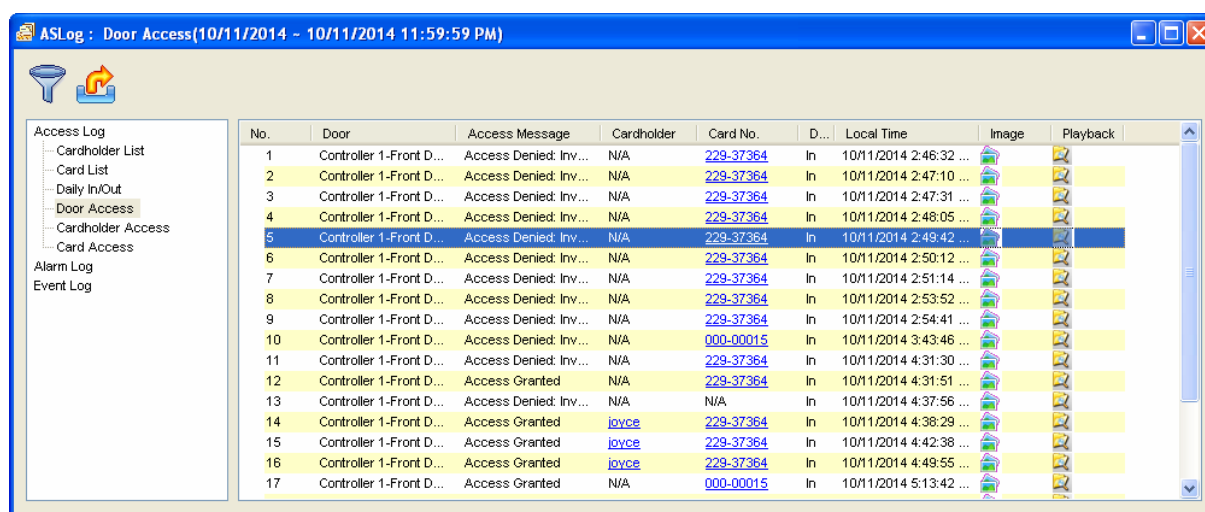 ASLog : Door Access(10/11/2014 ~ 10/11/2014 11:59:59 PM)
Access Log
Cardholder List
Card List
Daily In/Out
Door Access
Cardholder Access
Card Access
Alarm Log
Event Log
No. Door Access Message Cardholder Card No. D... Local Time Image Playback
1 Controller 1-Front D... Access Denied: Inv... N/A 229-37364 In 10/11/2014 2:46:32 ...
2 Controller 1-Front D... Access Denied: Inv... N/A 229-37364 In 10/11/2014 2:47:10 ...
3 Controller 1-Front D... Access Denied: Inv... N/A 229-37364 In 10/11/2014 2:47:31 ...
4 Controller 1-Front D... Access Denied: Inv... N/A 229-37364 In 10/11/2014 2:48:05 ...
5 Controller 1-Front D... Access Denied: Inv... N/A 229-37364 In 10/11/2014 2:49:42 ...
6 Controller 1-Front D... Access Denied: Inv... N/A 229-37364 In 10/11/2014 2:50:12 ...
7 Controller 1-Front D... Access Denied: Inv... N/A 229-37364 In 10/11/2014 2:51:14 ...
8 Controller 1-Front D... Access Denied: Inv... N/A 229-37364 In 10/11/2014 2:53:52 ...
9 Controller 1-Front D... Access Denied: Inv... N/A 229-37364 In 10/11/2014 2:54:41 ...
10 Controller 1-Front D... Access Denied: Inv... N/A 000-00015 In 10/11/2014 3:43:46 ...
11 Controller 1-Front D... Access Denied: Inv... N/A 229-37364 In 10/11/2014 4:31:30 ...
12 Controller 1-Front D... Access Granted N/A 229-37364 In 10/11/2014 4:31:51 ...
13 Controller 1-Front D... Access Denied: Inv... N/A N/A In 10/11/2014 4:37:56 ...
14 Controller 1-Front D... Access Granted joyce 229-37364 In 10/11/2014 4:38:29 ...
15 Controller 1-Front D... Access Granted joyce 229-37364 In 10/11/2014 4:42:38 ...
16 Controller 1-Front D... Access Granted joyce 229-37364 In 10/11/2014 4:49:55 ...
17 Controller 1-Front D... Access Granted N/A 000-00015 In 10/11/2014 5:13:42 ...